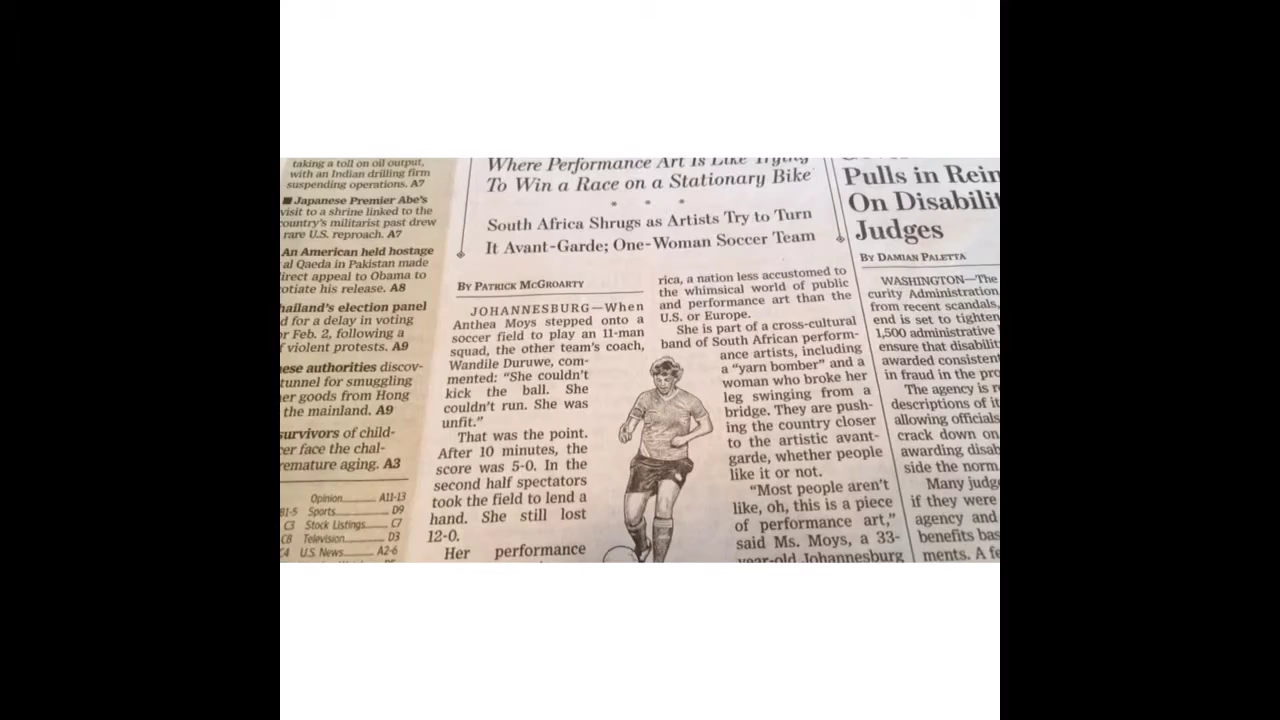 taking a toll on oil output,
with an Indian drilling firm
suspending operations. A7
■ Japanese Premier Abe's
visit to a shrine linked to the
country's militarist past drew
rare U.S. reproach. A7
An American held hostage
al Qaeda in Pakistan made
direct appeal to Obama to
otiate his release. A8
hailand's election panel
d for a delay in voting
or Feb. 2, following a
f violent protests. A9
ese authorities discov-
tunnel for smuggling
er goods from Hong
the mainland. A9
survivors of child-
cer face the chal-
remature aging. A3
Opinion A11-13
B1-5 Sports D9
C3 Stock Listings C7
C8 Television D3
C4 U.S. News A2-6
Where Performance Art Is Like Trying
To Win a Race on a Stationary Bike
South Africa Shrugs as Artists Try to Turn
It Avant-Garde; One-Woman Soccer Team
By Patrick McGroarty
JOHANNESBURG—When
Anthea Moys stepped onto a
soccer field to play an 11-man
squad, the other team's coach,
Wandile Duruwe, com-
mented: "She couldn't
kick the ball. She
couldn't run. She was
unfit."
That was the point.
After 10 minutes, the
score was 5-0. In the
second half spectators
took the field to lend a
hand. She still lost
12-0.
Her performance
rica, a nation less accustomed to
the whimsical world of public
and performance art than the
U.S. or Europe.
She is part of a cross-cultural
band of South African perform-
ance artists, including
a "yarn bomber" and a
woman who broke her
leg swinging from a
bridge. They are push-
ing the country closer
to the artistic avant-
garde, whether people
like it or not.
"Most people aren't
like, oh, this is a piece
of performance art,"
said Ms. Moys, a 33-
year-old Johannesburg
Pulls in Rein
On Disabilit
Judges
By Damian Paletta
WASHINGTON—The
curity Administration
from recent scandals,
end is set to tighten
1,500 administrative
ensure that disabilit
awarded consistent
in fraud in the pro
The agency is r
descriptions of it
allowing officials
crack down on
awarding disab
side the norm
Many judg
if they were
agency and
benefits bas
ments. A fe